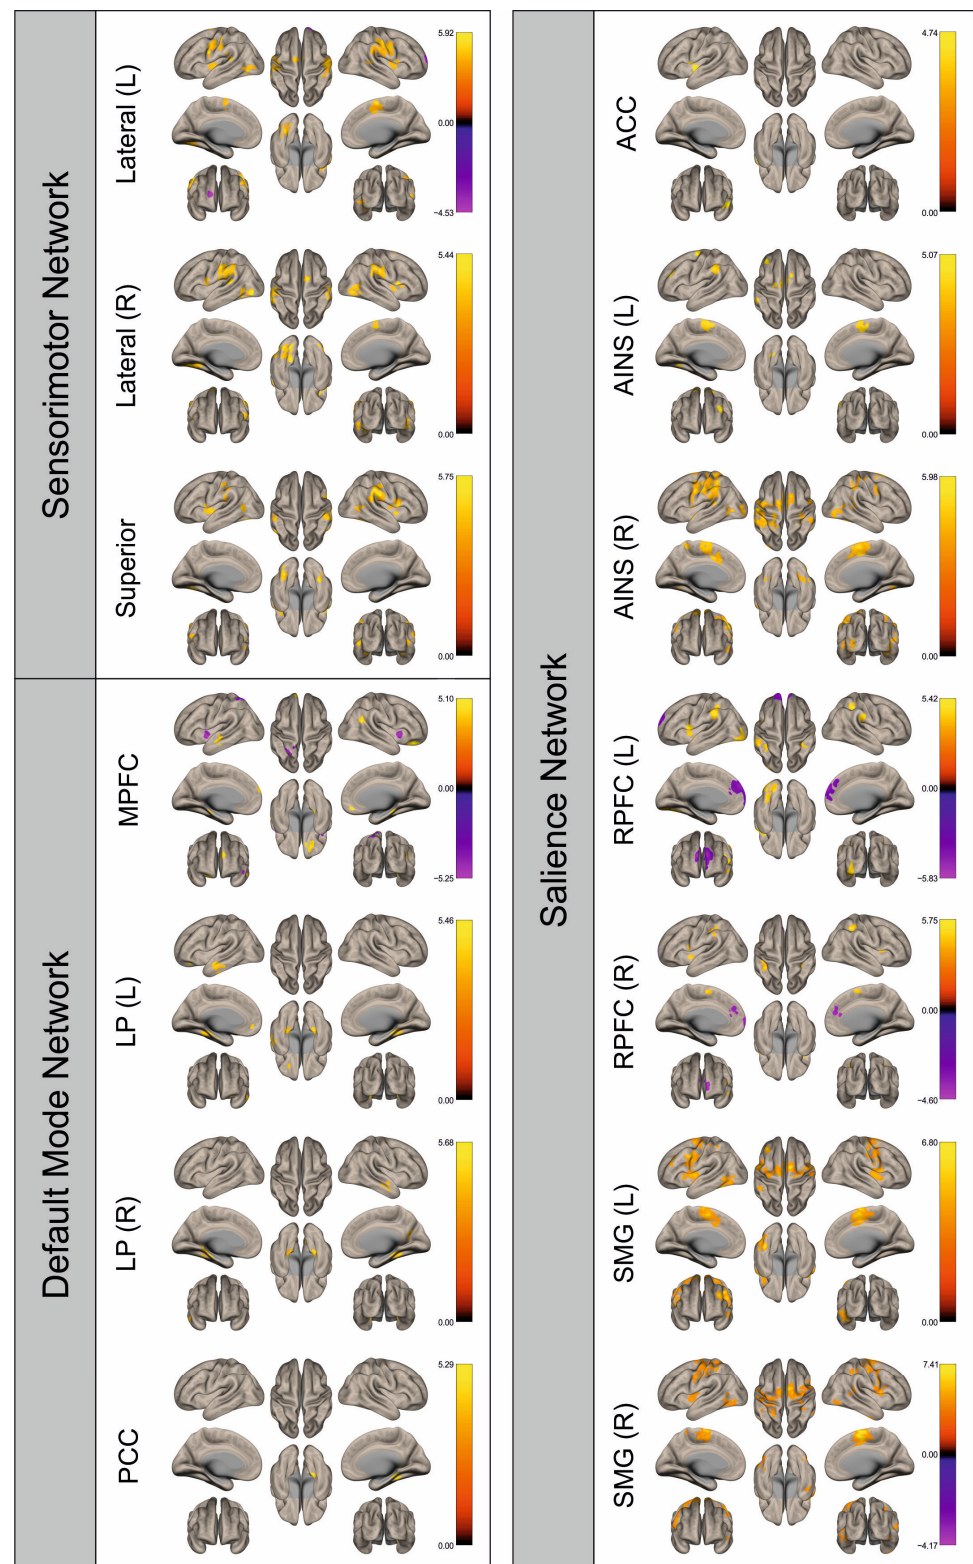 Sensorimotor Network
Lateral (L)
5.92
0.00
−4.53
Lateral (R)
5.44
0.00
Superior
5.75
0.00
Default Mode Network
MPFC
5.10
0.00
−5.25
LP (L)
5.46
0.00
LP (R)
5.68
0.00
PCC
5.29
0.00
Salience Network
ACC
4.74
0.00
AINS (L)
5.07
0.00
AINS (R)
5.98
0.00
RPFC (L)
5.42
0.00
−5.83
RPFC (R)
5.75
0.00
−4.60
SMG (L)
6.80
0.00
SMG (R)
7.41
0.00
−4.17